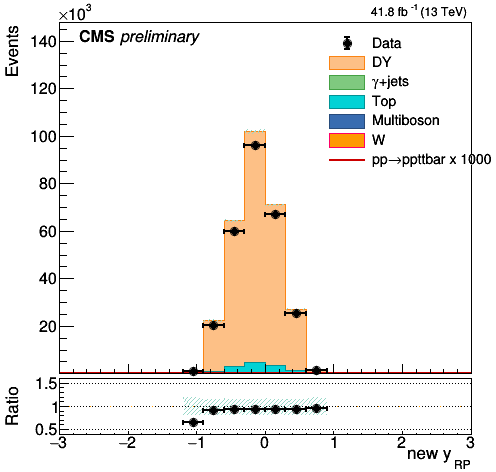 ×10³
41.8 fb⁻¹ (13 TeV)
CMS preliminary
Events
140
120
100
80
60
40
20
Data
DY
γ+jets
Top
Multiboson
W
pp→ppttbar x 1000
Ratio
1.5
1
0.5
−3 −2 −1 0 1 2 3
new y_RP